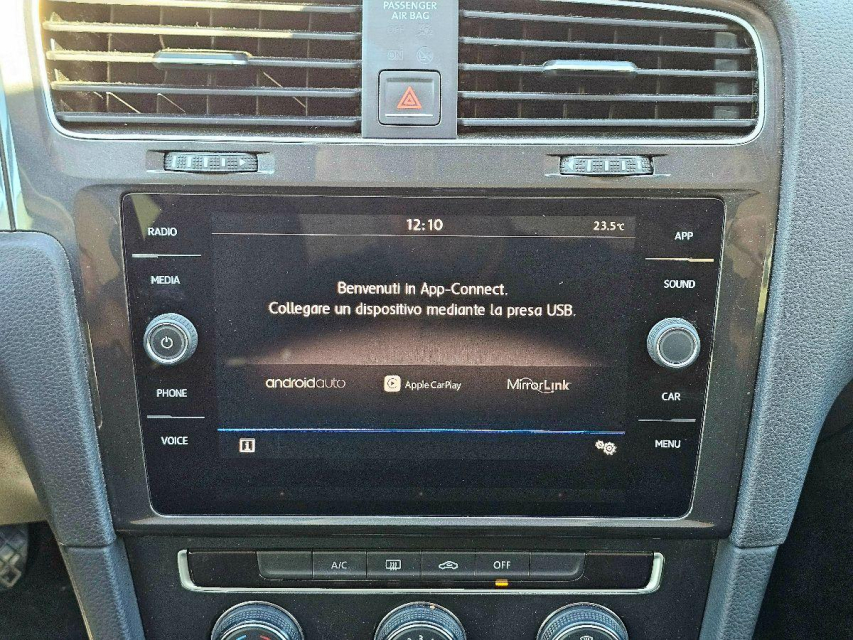 PASSENGER
AIR BAG
RADIO
12:10
23.5°C
APP
MEDIA
SOUND
Benvenuti in App-Connect.
Collegare un dispositivo mediante la presa USB.
PHONE
androidauto
Apple CarPlay
MirrorLink
CAR
VOICE
MENU
A/C
OFF